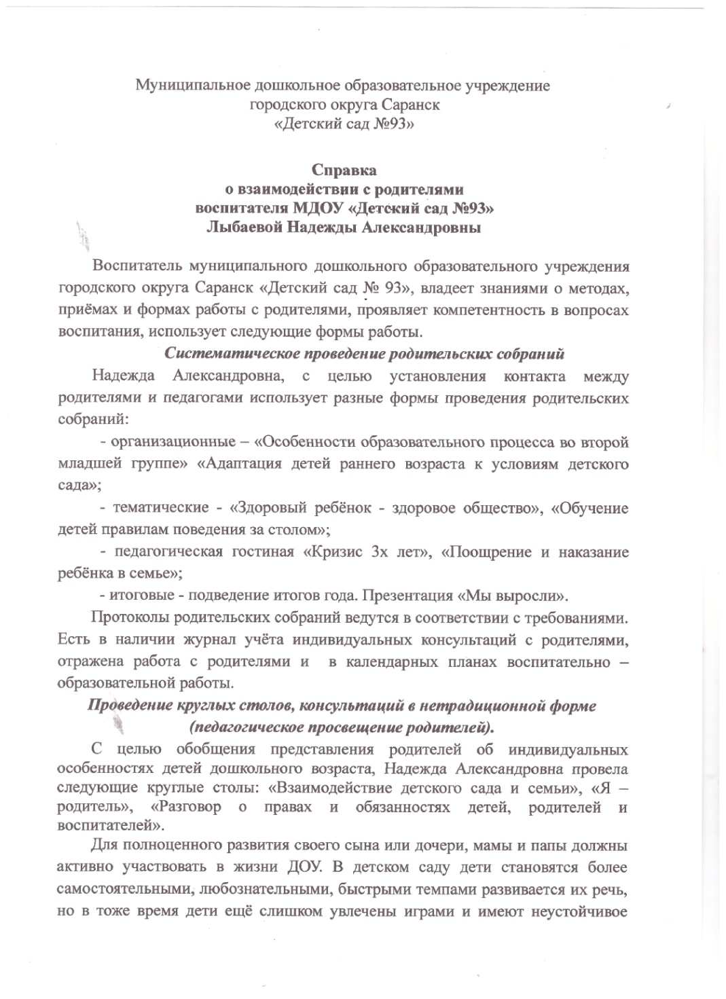 Муниципальное дошкольное образовательное учреждение
городского округа Саранск
«Детский сад №93»
Справка
о взаимодействии с родителями
воспитателя МДОУ «Детский сад №93»
Лыбаевой Надежды Александровны
Воспитатель муниципального дошкольного образовательного учреждения
городского округа Саранск «Детский сад № 93», владеет знаниями о методах,
приёмах и формах работы с родителями, проявляет компетентность в вопросах
воспитания, использует следующие формы работы.
Систематическое проведение родительских собраний
Надежда Александровна, с целью установления контакта между
родителями и педагогами использует разные формы проведения родительских
собраний:
- организационные – «Особенности образовательного процесса во второй
младшей группе» «Адаптация детей раннего возраста к условиям детского
сада»;
- тематические - «Здоровый ребёнок - здоровое общество», «Обучение
детей правилам поведения за столом»;
- педагогическая гостиная «Кризис 3х лет», «Поощрение и наказание
ребёнка в семье»;
- итоговые - подведение итогов года. Презентация «Мы выросли».
Протоколы родительских собраний ведутся в соответствии с требованиями.
Есть в наличии журнал учёта индивидуальных консультаций с родителями,
отражена работа с родителями и в календарных планах воспитательно –
образовательной работы.
Проведение круглых столов, консультаций в нетрадиционной форме
(педагогическое просвещение родителей).
С целью обобщения представления родителей об индивидуальных
особенностях детей дошкольного возраста, Надежда Александровна провела
следующие круглые столы: «Взаимодействие детского сада и семьи», «Я –
родитель», «Разговор о правах и обязанностях детей, родителей и
воспитателей».
Для полноценного развития своего сына или дочери, мамы и папы должны
активно участвовать в жизни ДОУ. В детском саду дети становятся более
самостоятельными, любознательными, быстрыми темпами развивается их речь,
но в тоже время дети ещё слишком увлечены играми и имеют неустойчивое